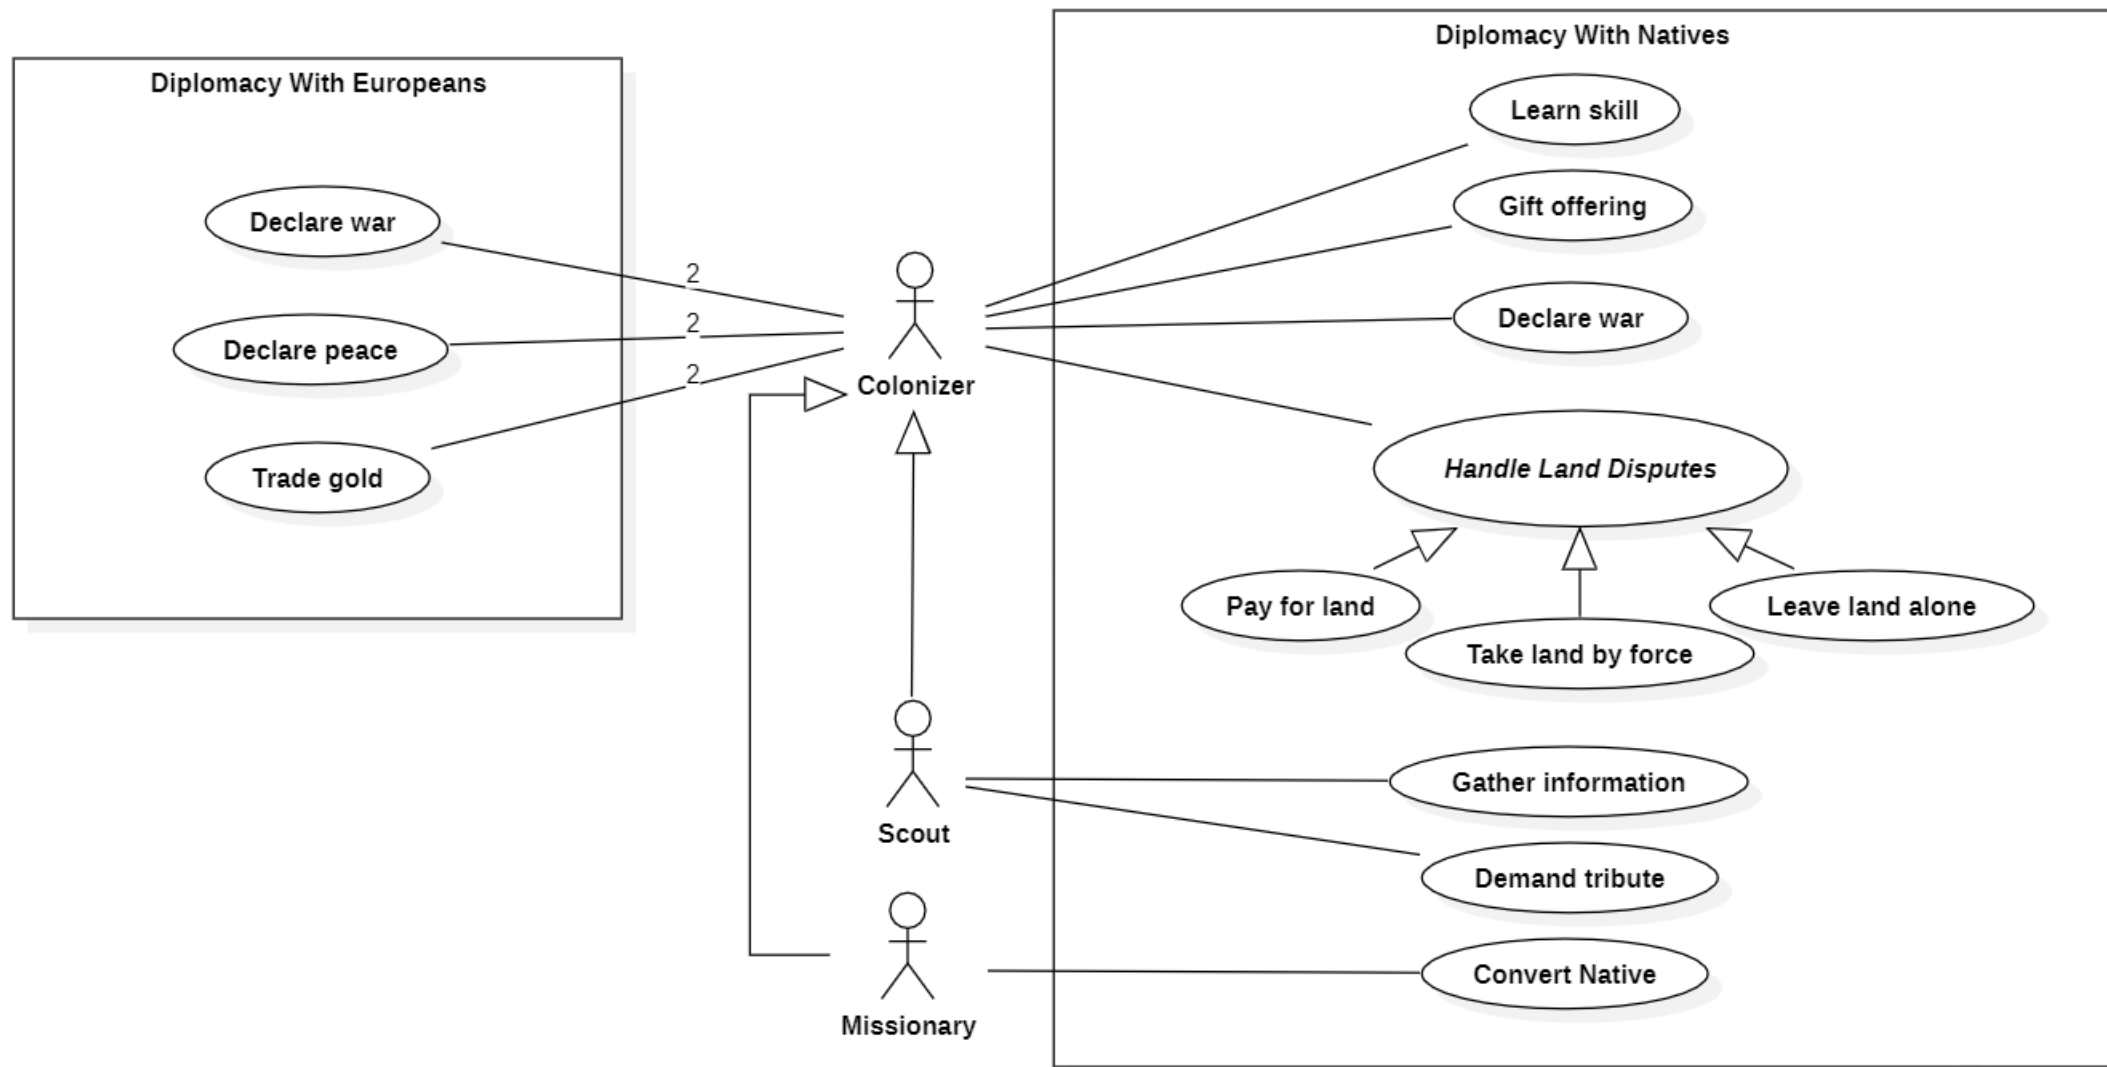 Diplomacy With Europeans
Declare war
Declare peace
Trade gold
2
2
2
Colonizer
Scout
Missionary
Diplomacy With Natives
Learn skill
Gift offering
Declare war
Handle Land Disputes
Pay for land
Take land by force
Leave land alone
Gather information
Demand tribute
Convert Native